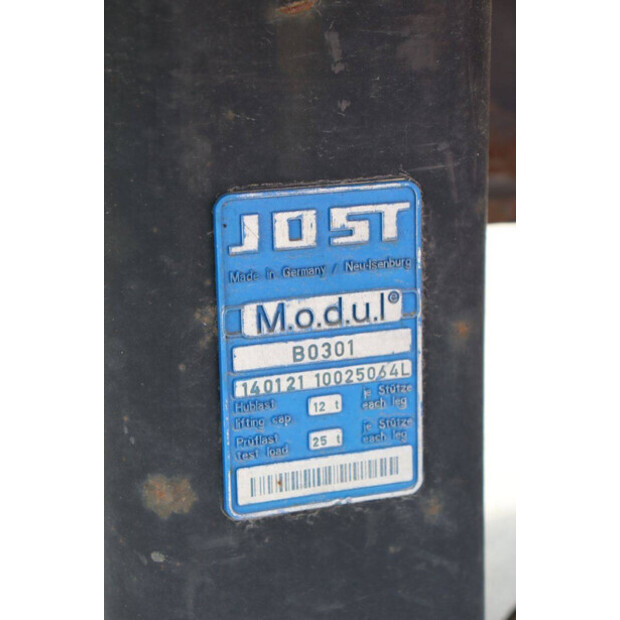 JOST
Made in Germany / Neu-Isenburg
M.o.d.u.l®
B0301
140121 10025064L
Hublast 12 t je Stütze
lifting cap. each leg
Prüflast 25 t je Stütze
test load each leg